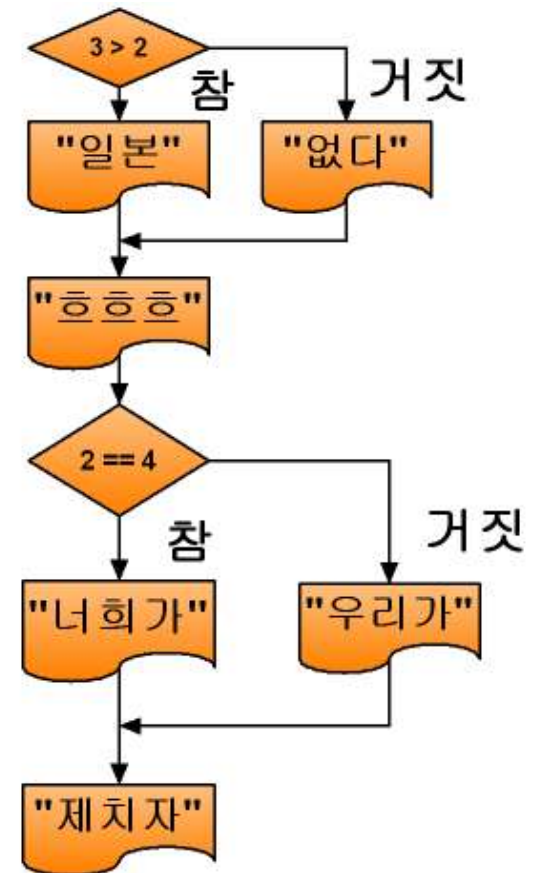 3 > 2
참
거짓
"일본"
"없다"
"흐흐흐"
2 == 4
참
거짓
"너희가"
"우리가"
"제치자"